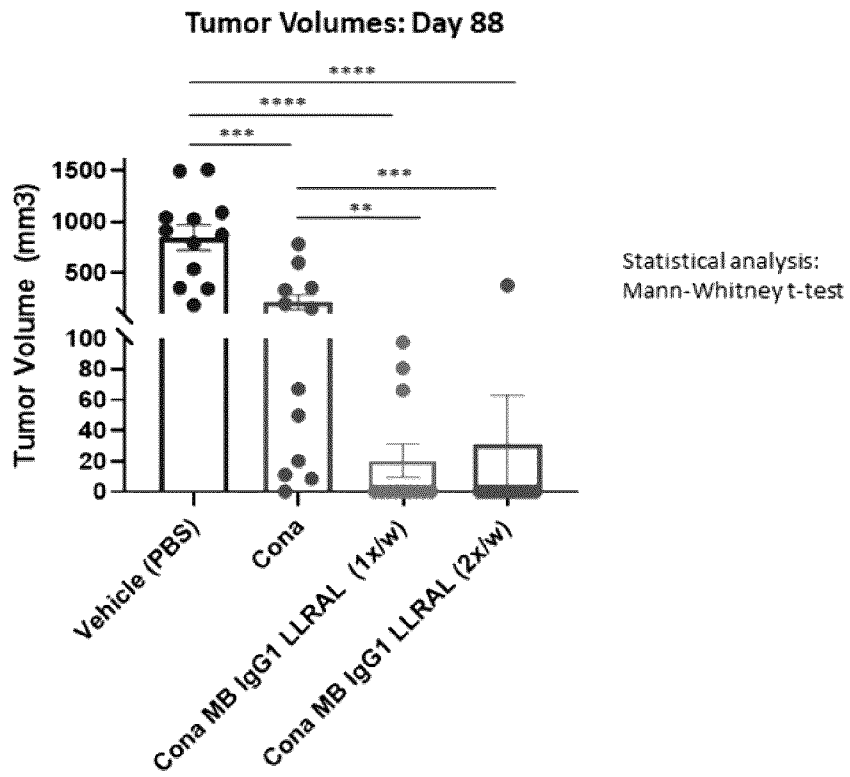 Tumor Volumes: Day 88
****
****
***
***
**
1500
1000
500
100
80
60
40
20
0
Tumor Volume (mm3)
Statistical analysis:
Mann-Whitney t-test
Vehicle (PBS)
Cona
Cona MB IgG1 LLRAL (1x/w)
Cona MB IgG1 LLRAL (2x/w)